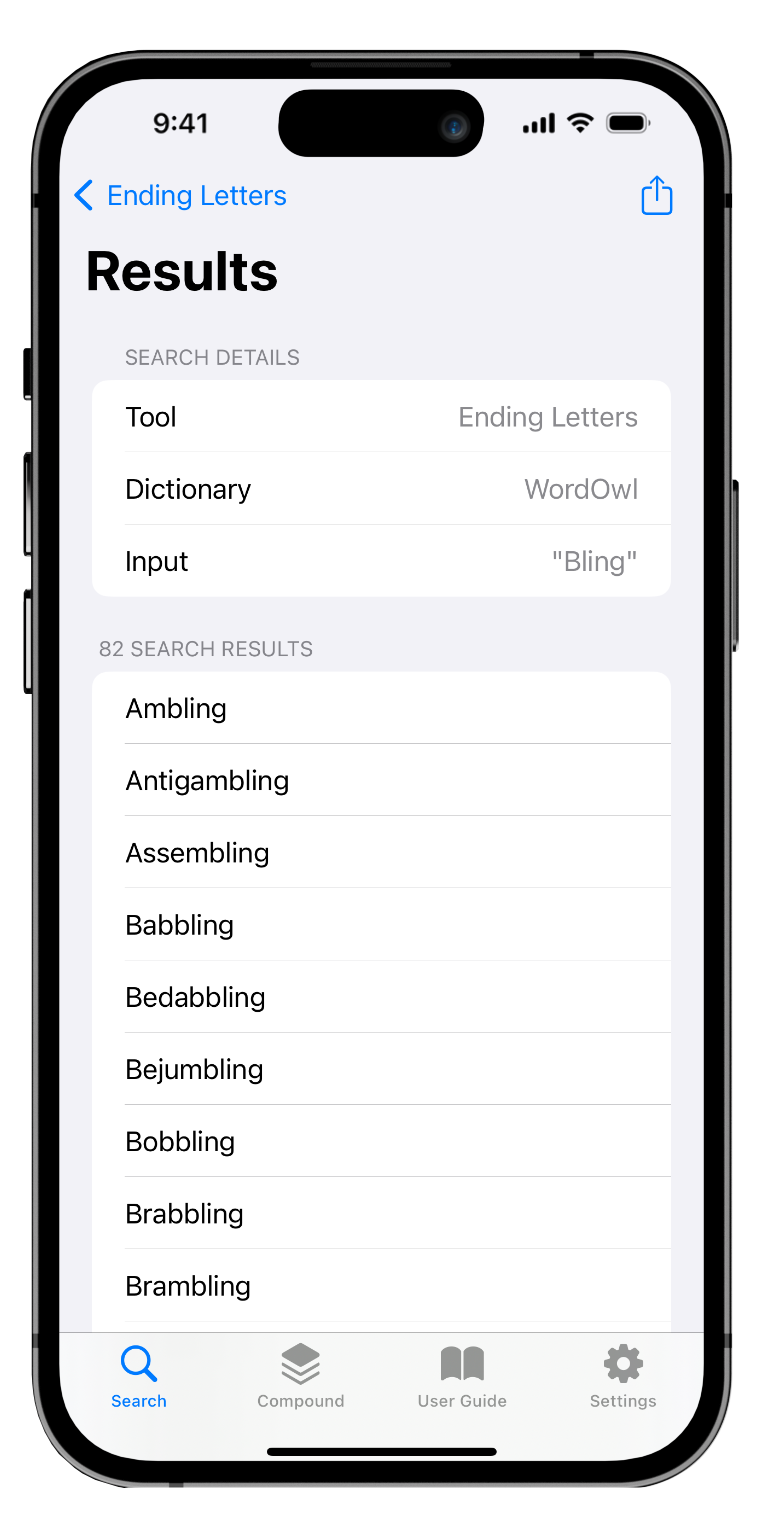 9:41
Ending Letters
Results
SEARCH DETAILS
Tool Ending Letters
Dictionary WordOwl
Input "Bling"
82 SEARCH RESULTS
Ambling
Antigambling
Assembling
Babbling
Bedabbling
Bejumbling
Bobbling
Brabbling
Brambling
Search Compound User Guide Settings